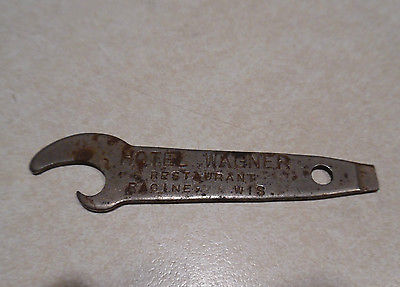 HOTEL WAGNER
RESTAURANT
RACINE, WIS